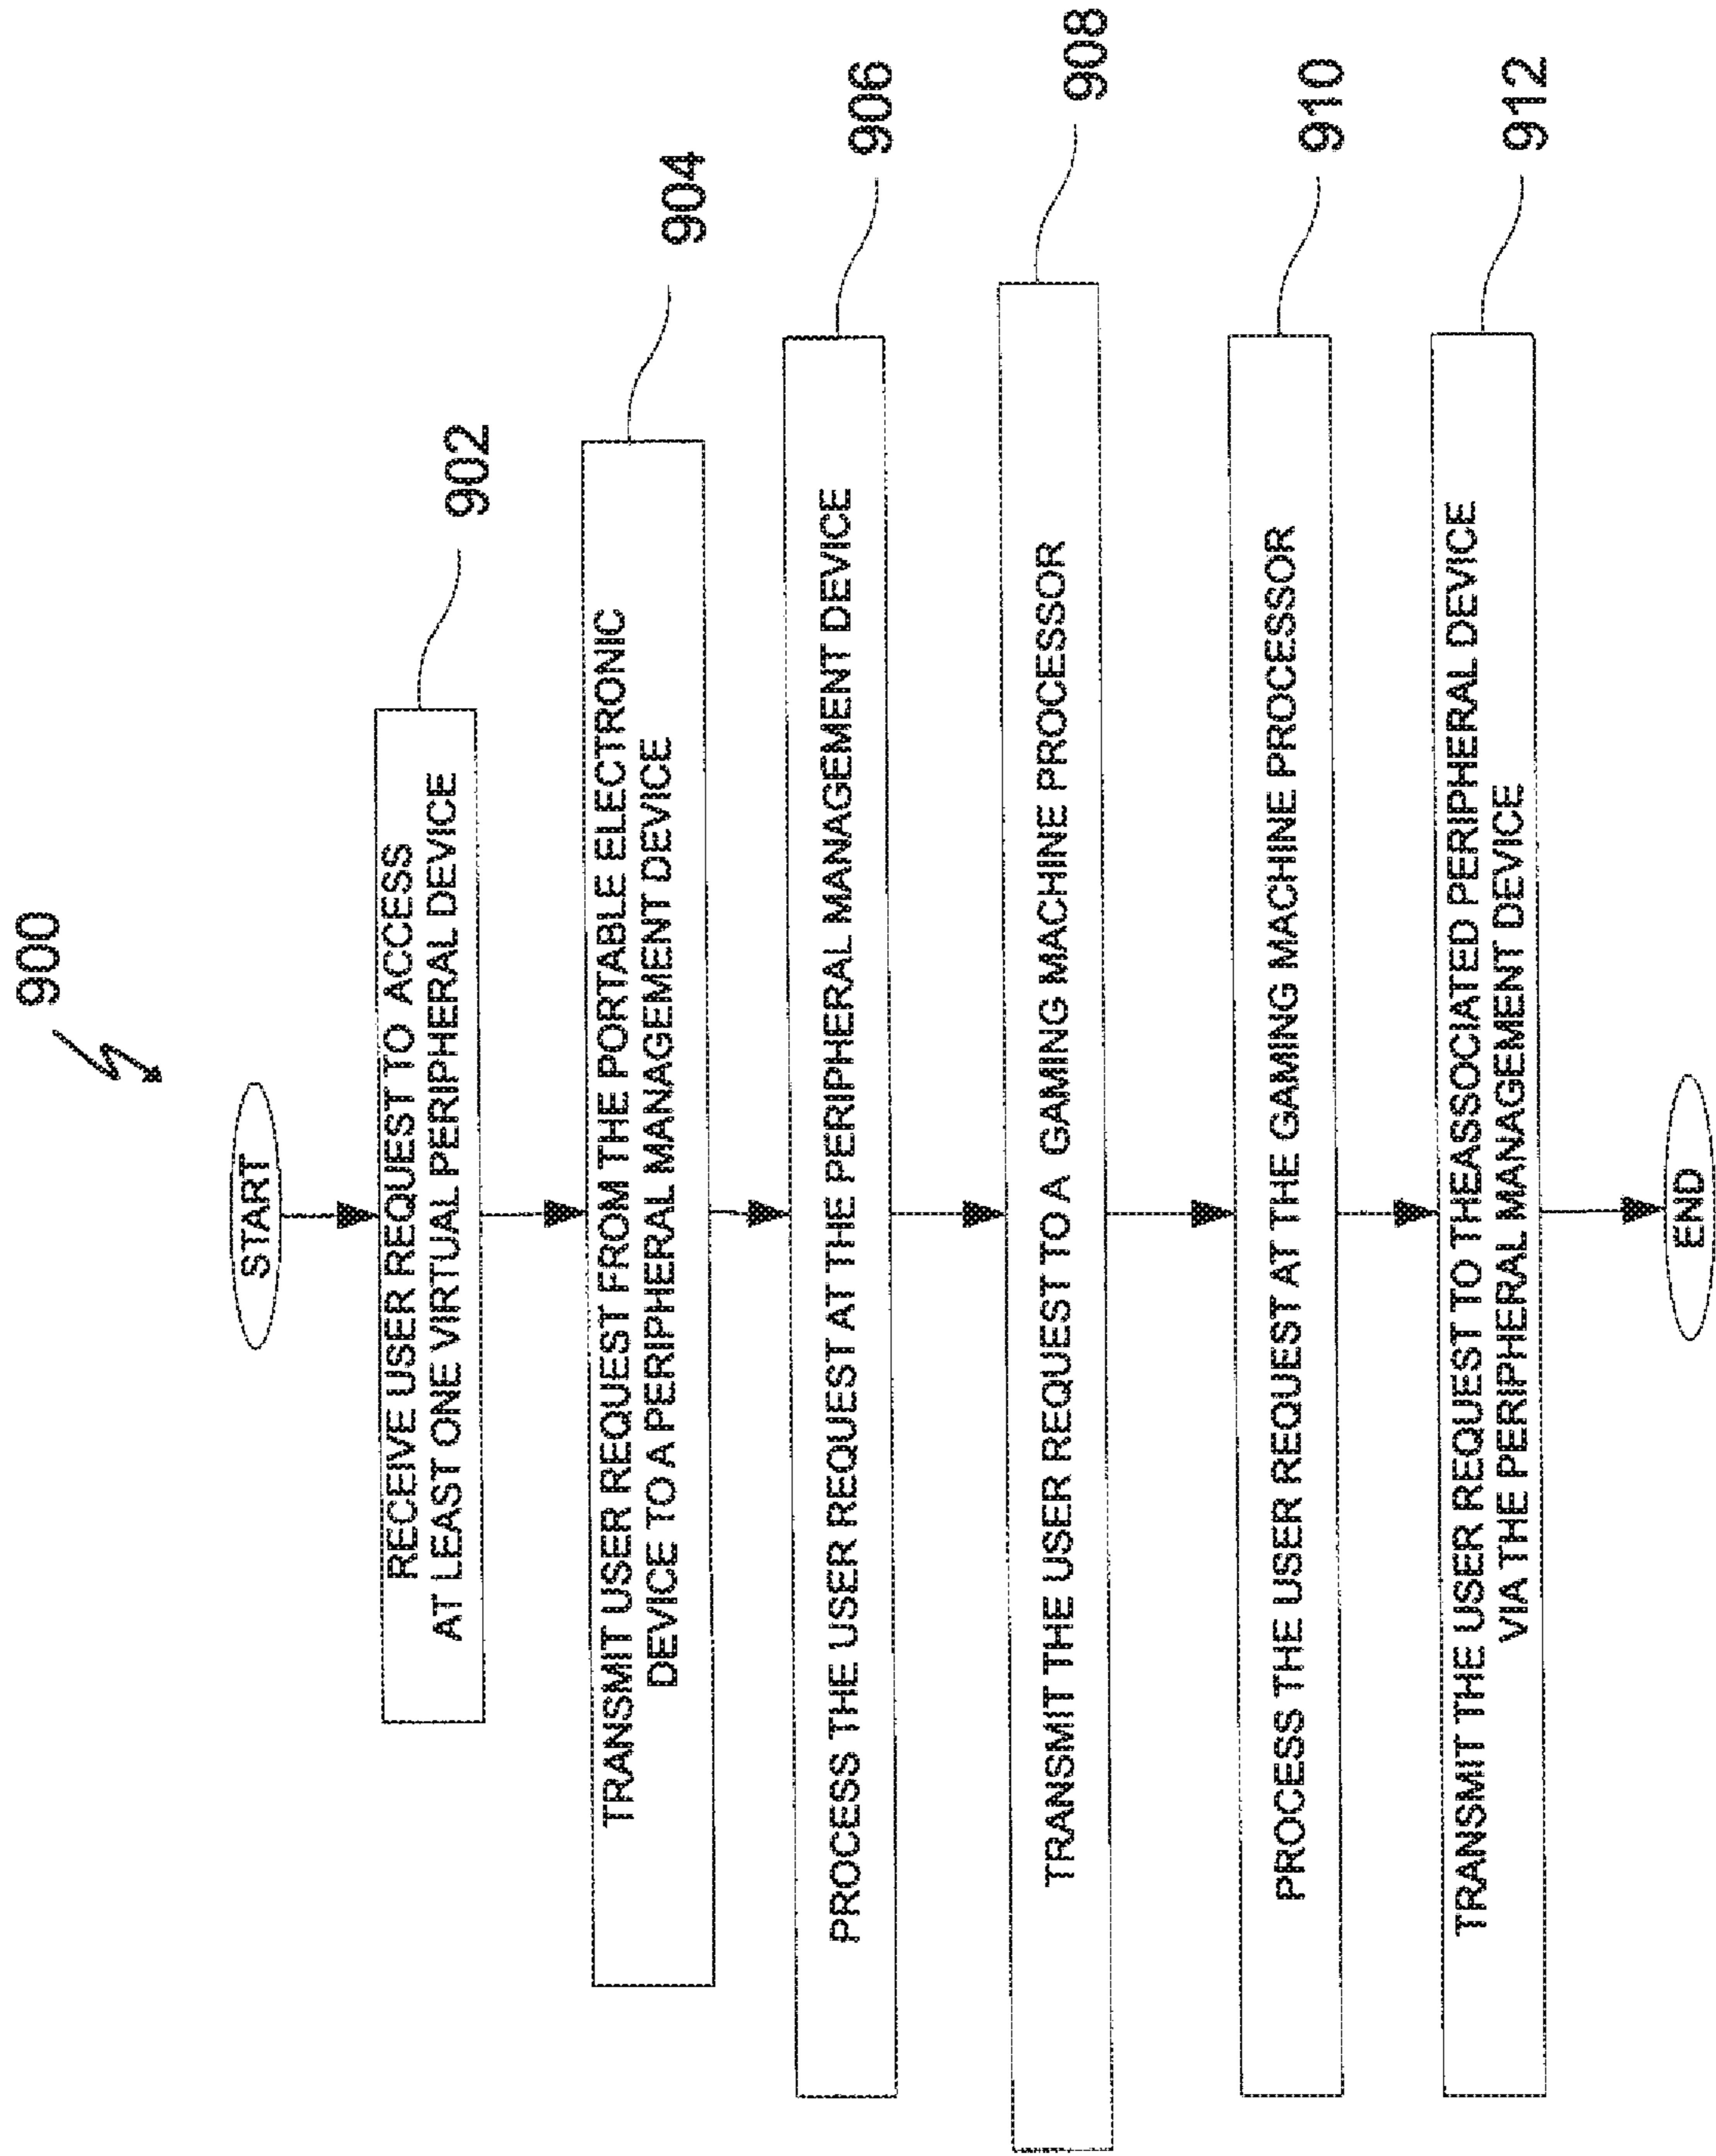 900
START
RECEIVE USER REQUEST TO ACCESS
AT LEAST ONE VIRTUAL PERIPHERAL DEVICE
902
TRANSMIT USER REQUEST FROM THE PORTABLE ELECTRONIC
DEVICE TO A PERIPHERAL MANAGEMENT DEVICE
904
PROCESS THE USER REQUEST AT THE PERIPHERAL MANAGEMENT DEVICE
906
TRANSMIT THE USER REQUEST TO A GAMING MACHINE PROCESSOR
908
PROCESS THE USER REQUEST AT THE GAMING MACHINE PROCESSOR
910
TRANSMIT THE USER REQUEST TO THEASSOCIATED PERIPHERAL DEVICE
VIA THE PERIPHERAL MANAGEMENT DEVICE
912
END